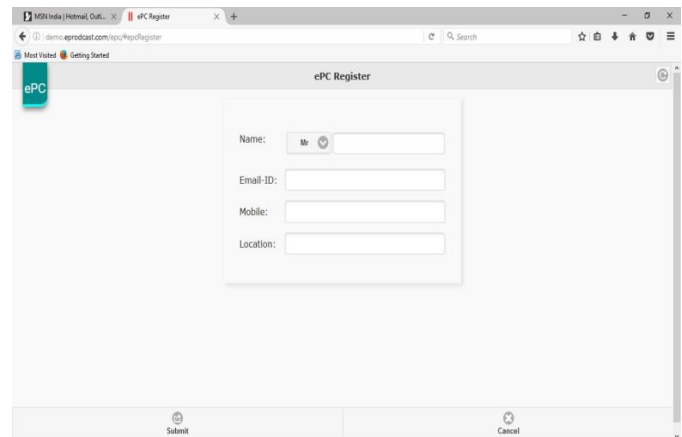 MSN India | Hotmail, Outl...
ePC Register
demo.eprodcast.com/epc/#epcRegister
Search
Most Visited
Getting Started
ePC
ePC Register
Name:
Mr
Email-ID:
Mobile:
Location:
Submit
Cancel